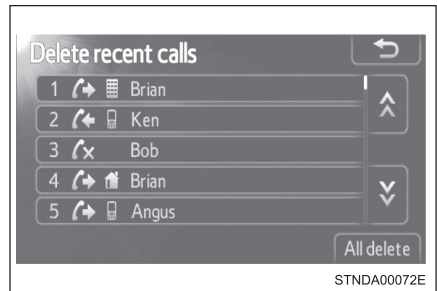 Delete recent calls
1 Brian
2 Ken
3 Bob
4 Brian
5 Angus
All delete
STNDA00072E